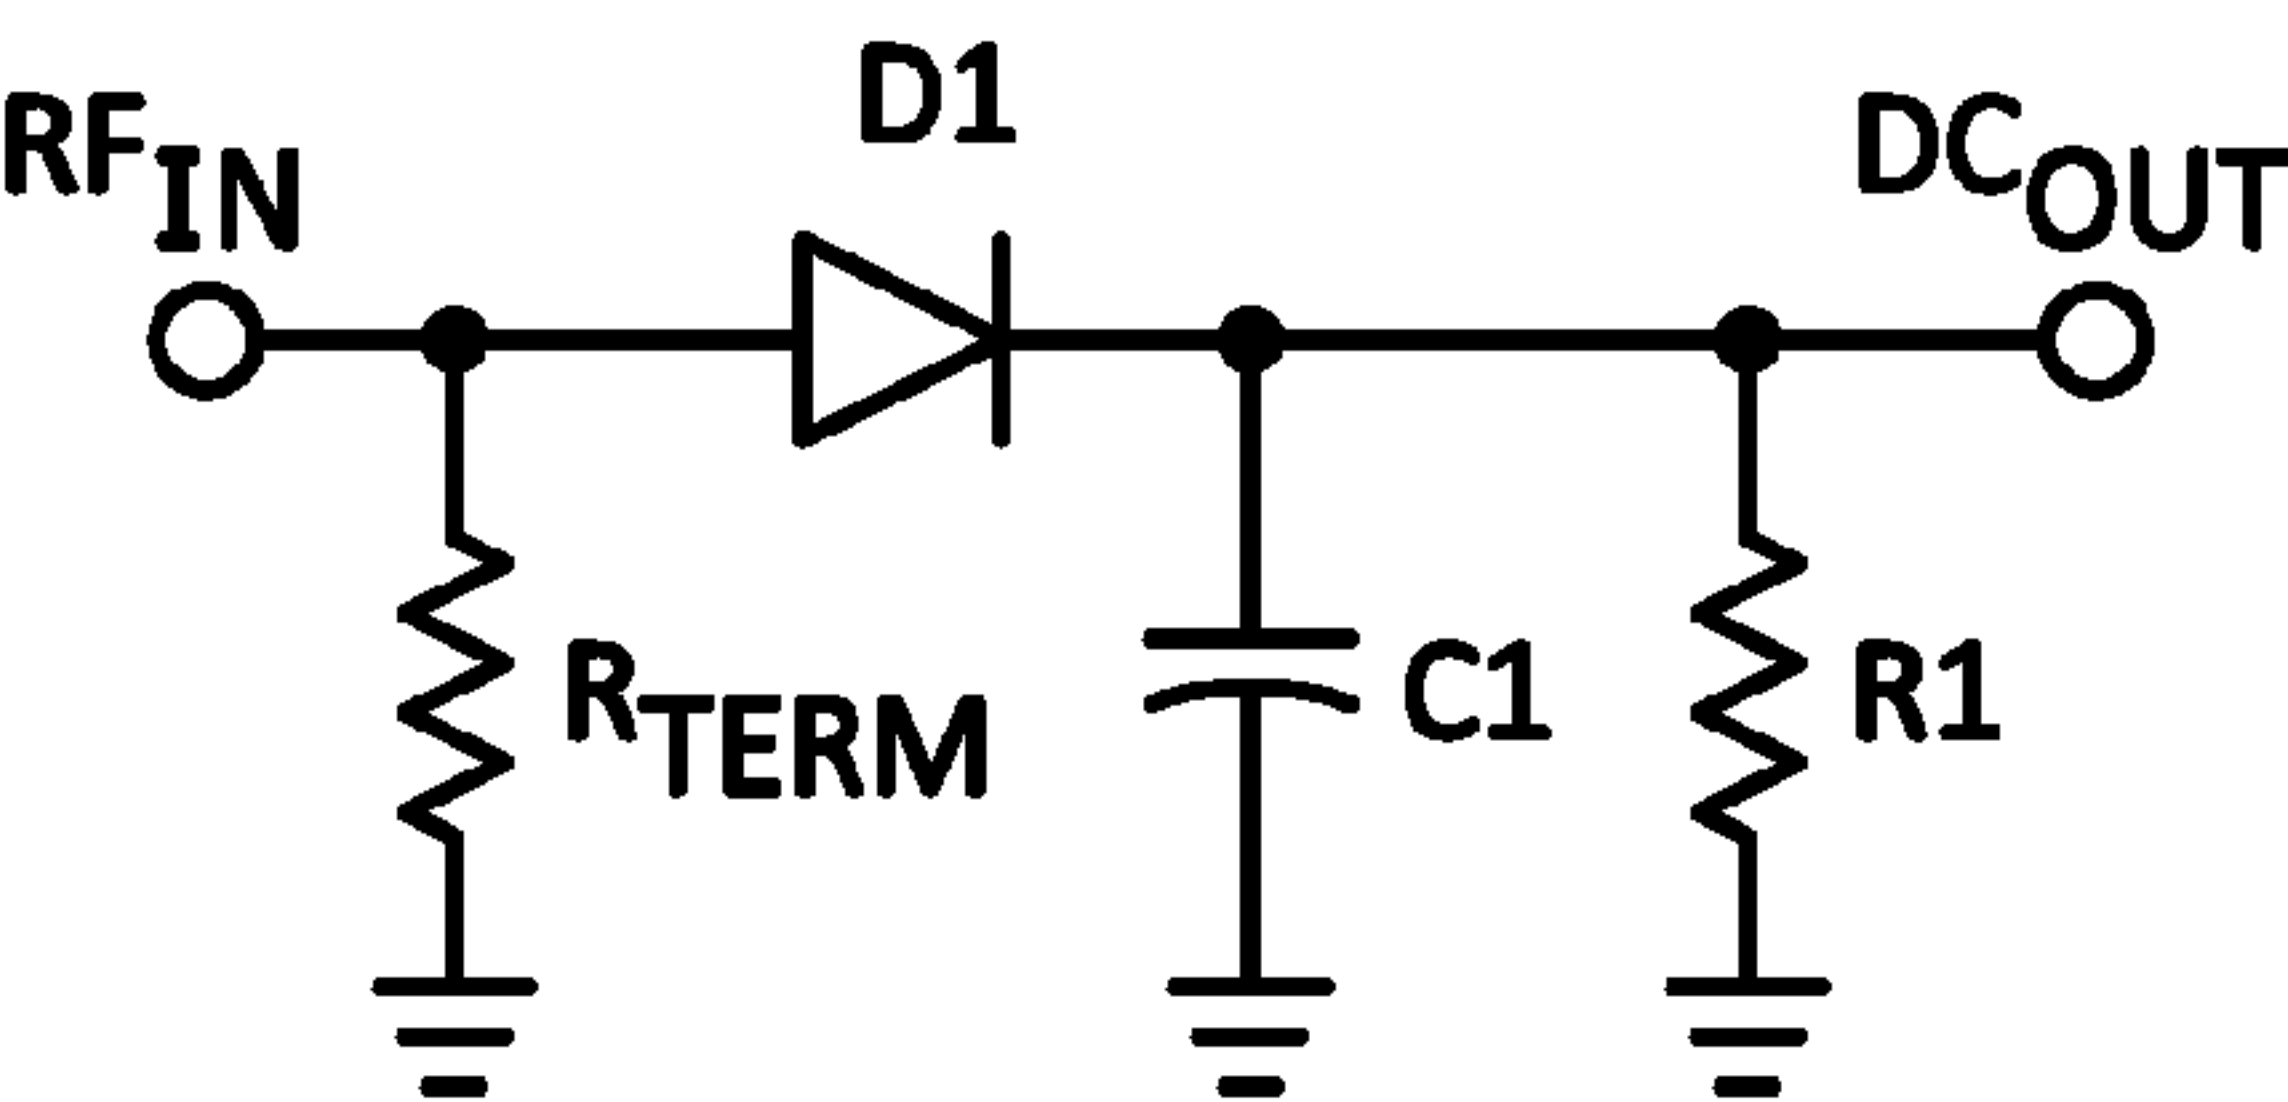 D1
RFIN
DCOUT
RTERM
C1
R1